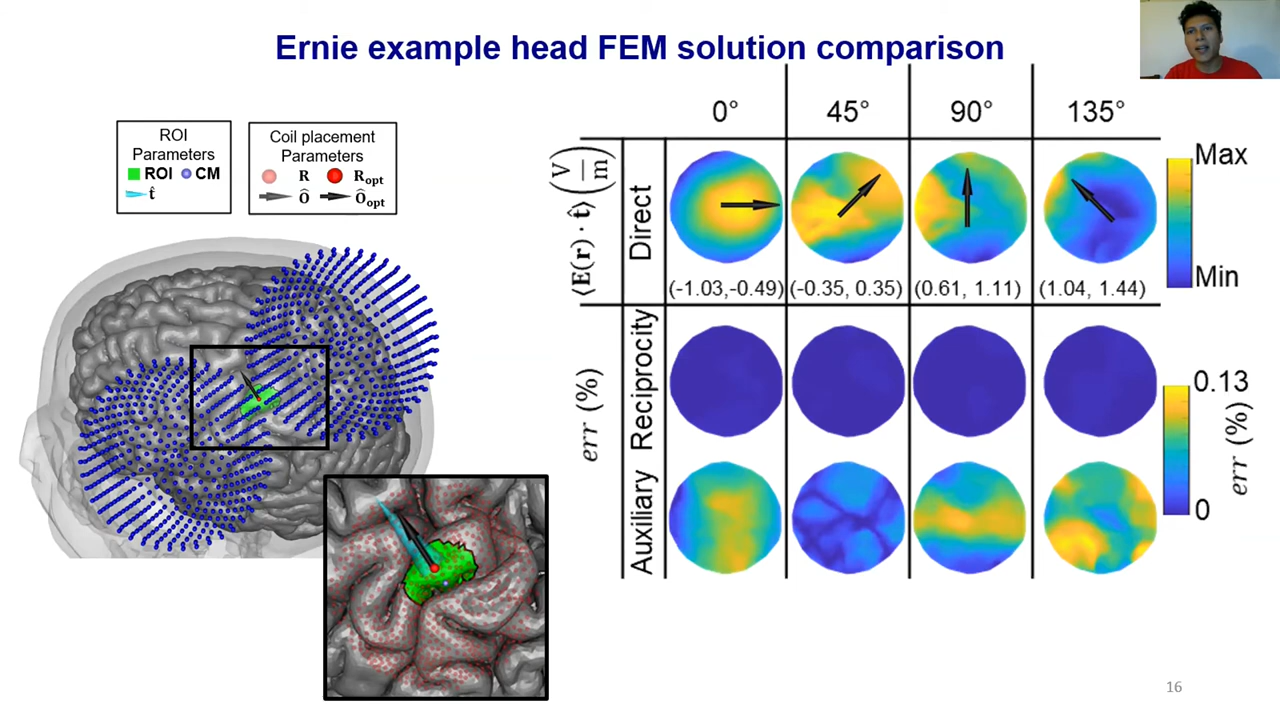 Ernie example head FEM solution comparison
ROI
Parameters
ROI CM
t̂
Coil placement
Parameters
R R_opt
Ô Ô_opt
0° 45° 90° 135°
⟨E(r) · t̂⟩ (V/m)
Direct
(-1.03,-0.49) (-0.35, 0.35) (0.61, 1.11) (1.04, 1.44)
Max
Min
err (%)
Reciprocity
Auxiliary
0.13
0
err (%)
16